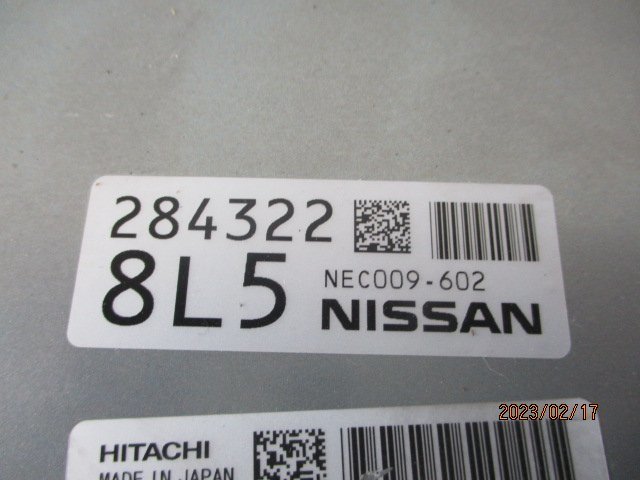 284322
8L5
NEC009-602
NISSAN
2023/02/17
HITACHI
MADE IN JAPAN